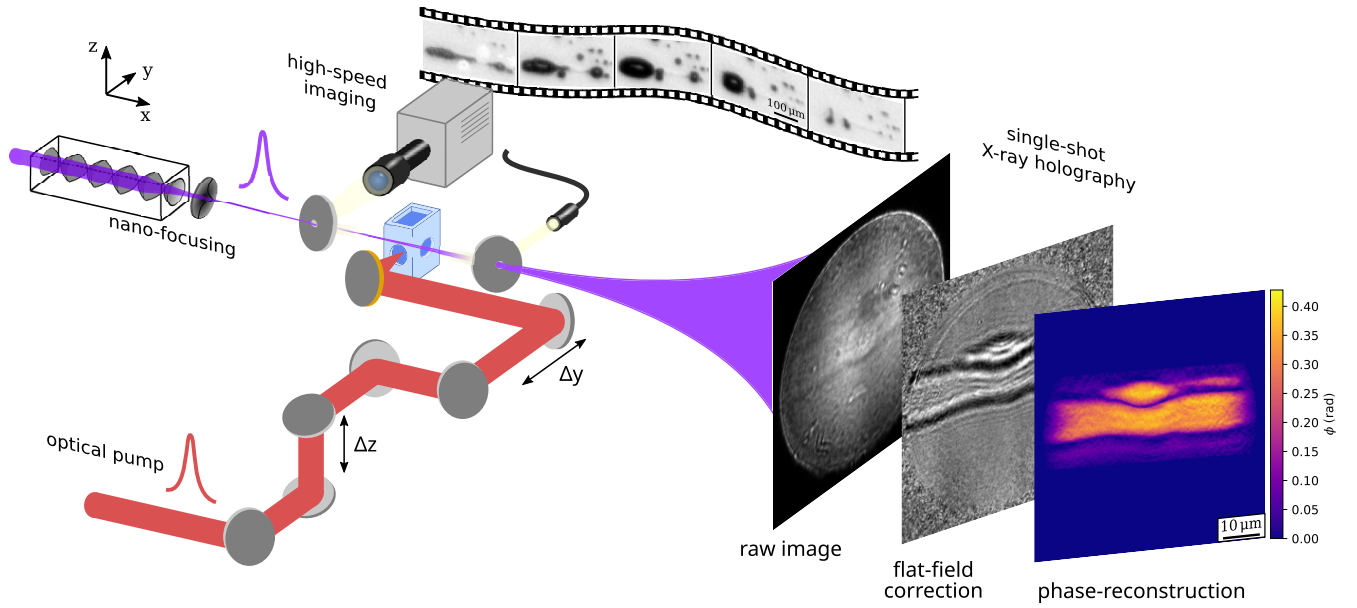 z
y
x
high-speed
imaging
100 µm
single-shot
X-ray holography
nano-focusing
Δy
Δz
optical pump
0.40
0.35
0.30
0.25
0.20
0.15
0.10
0.05
0.00
ϕ (rad)
10 µm
raw image
flat-field
correction
phase-reconstruction